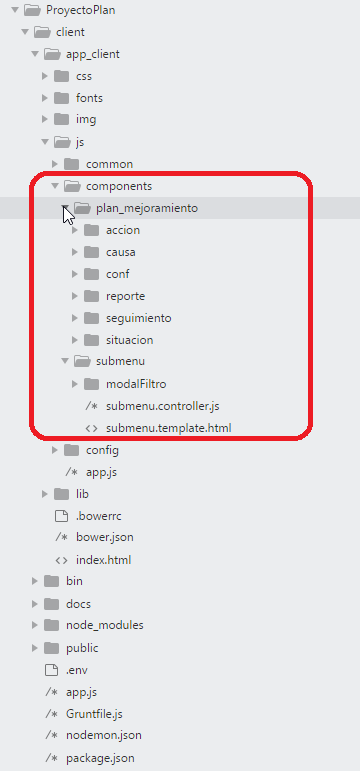 ProyectoPlan
client
app_client
css
fonts
img
js
common
components
plan_mejoramiento
accion
causa
conf
reporte
seguimiento
situacion
submenu
modalFiltro
/* submenu.controller.js
<> submenu.template.html
config
/* app.js
lib
.bowerrc
/* bower.json
<> index.html
bin
docs
node_modules
public
.env
/* app.js
/* Gruntfile.js
/* nodemon.json
/* package.json